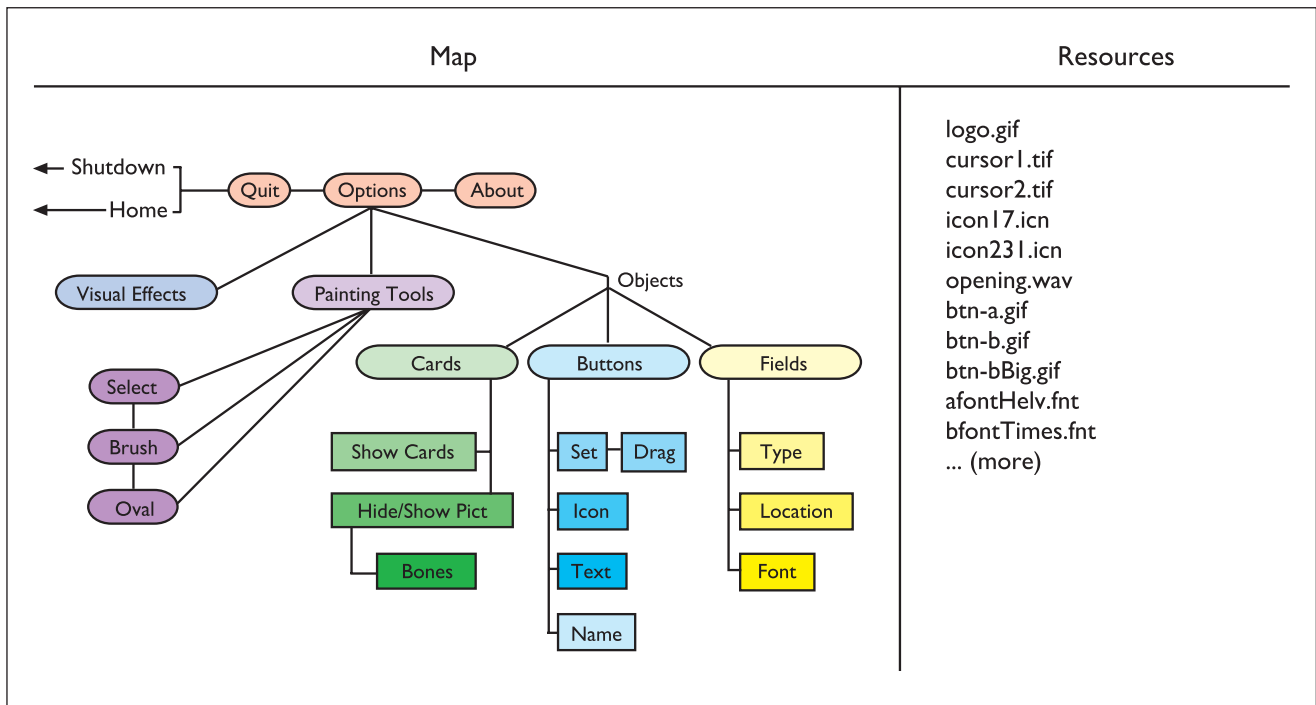 Map
Resources
Shutdown
Home
Quit
Options
About
Visual Effects
Painting Tools
Objects
Select
Brush
Oval
Cards
Buttons
Fields
Show Cards
Hide/Show Pict
Bones
Set
Drag
Icon
Text
Name
Type
Location
Font
logo.gif
cursor1.tif
cursor2.tif
icon17.icn
icon231.icn
opening.wav
btn-a.gif
btn-b.gif
btn-bBig.gif
afontHelv.fnt
bfontTimes.fnt
... (more)